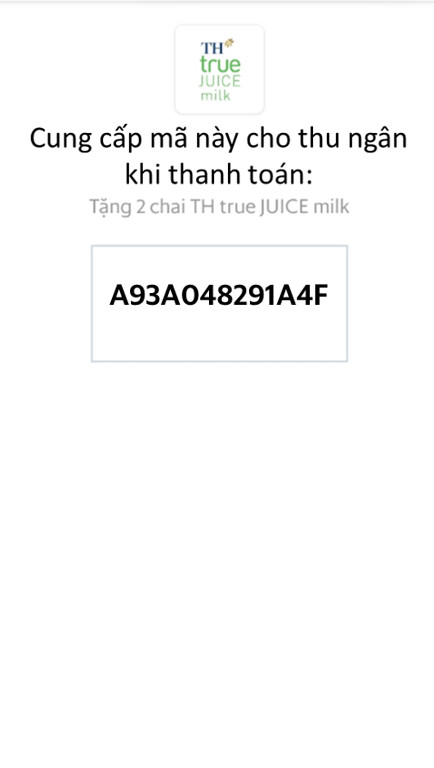 TH
true
JUICE
milk
Cung cấp mã này cho thu ngân
khi thanh toán:
Tặng 2 chai TH true JUICE milk
A93A048291A4F